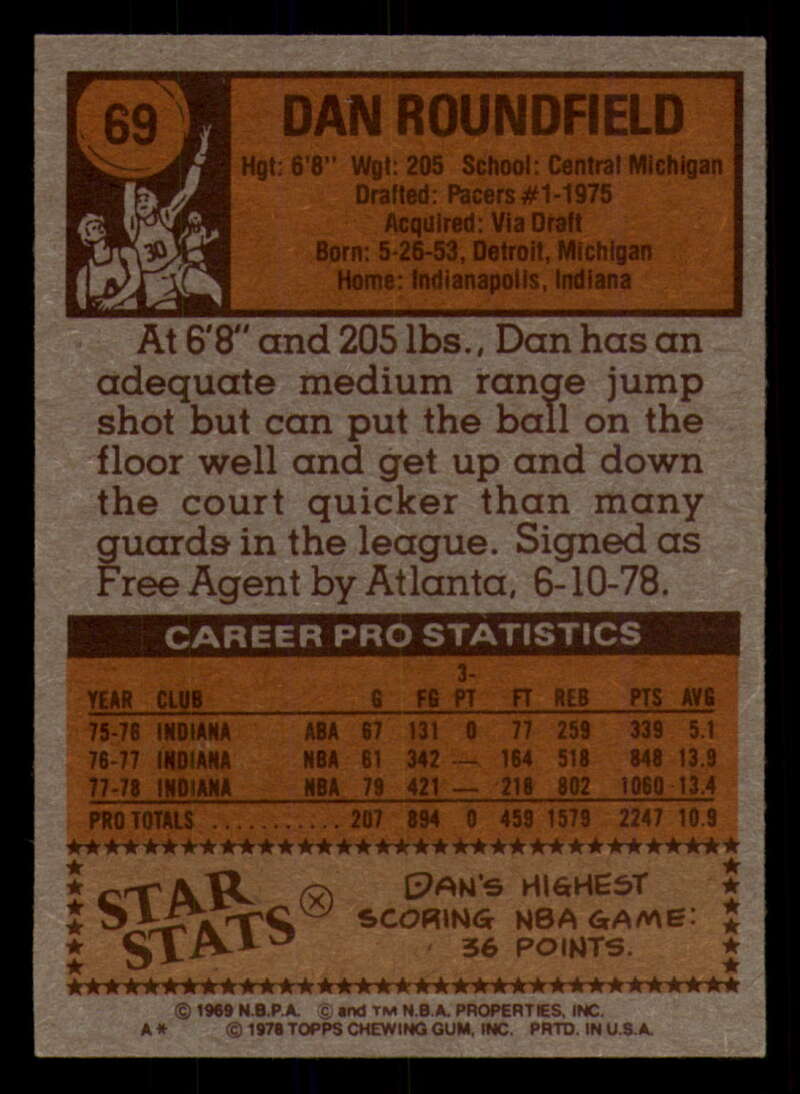 69
DAN ROUNDFIELD
Hgt: 6'8" Wgt: 205 School: Central Michigan
Drafted: Pacers #1-1975
Acquired: Via Draft
Born: 5-26-53, Detroit, Michigan
Home: Indianapolis, Indiana
30
At 6'8" and 205 lbs., Dan has an
adequate medium range jump
shot but can put the ball on the
floor well and get up and down
the court quicker than many
guards in the league. Signed as
Free Agent by Atlanta, 6-10-78.
CAREER PRO STATISTICS
YEAR CLUB G FG 3-PT FT REB PTS AVG
75-76 INDIANA ABA 67 131 0 77 259 339 5.1
76-77 INDIANA NBA 61 342 — 164 518 848 13.9
77-78 INDIANA NBA 79 421 — 218 802 1060 13.4
PRO TOTALS ........... 207 894 0 459 1579 2247 10.9
STAR
STATS
DAN'S HIGHEST
SCORING NBA GAME:
36 POINTS.
© 1969 N.B.P.A. © and TM N.B.A. PROPERTIES, INC.
A* © 1978 TOPPS CHEWING GUM, INC. PRTD. IN U.S.A.